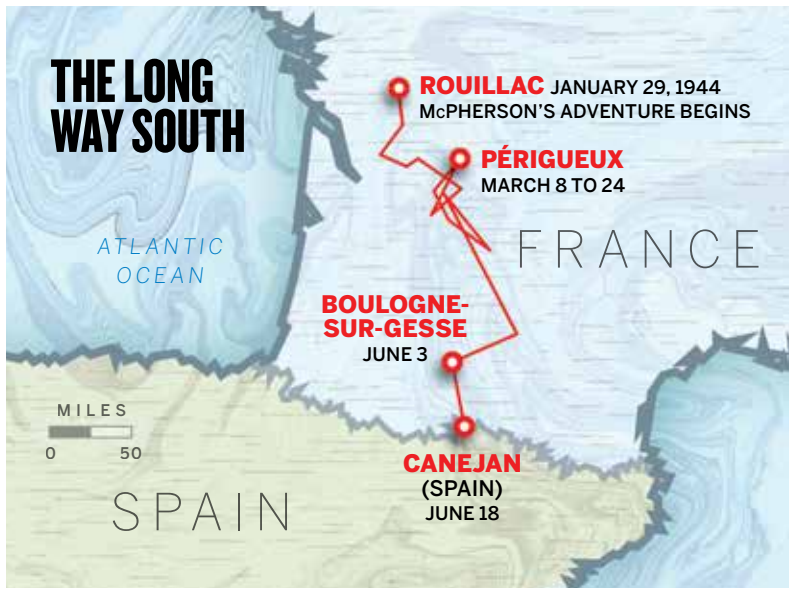 THE LONG
WAY SOUTH
ROUILLAC JANUARY 29, 1944
McPHERSON'S ADVENTURE BEGINS
PÉRIGUEUX
MARCH 8 TO 24
ATLANTIC
OCEAN
FRANCE
BOULOGNE-
SUR-GESSE
JUNE 3
MILES
0 50
CANEJAN
(SPAIN)
JUNE 18
SPAIN